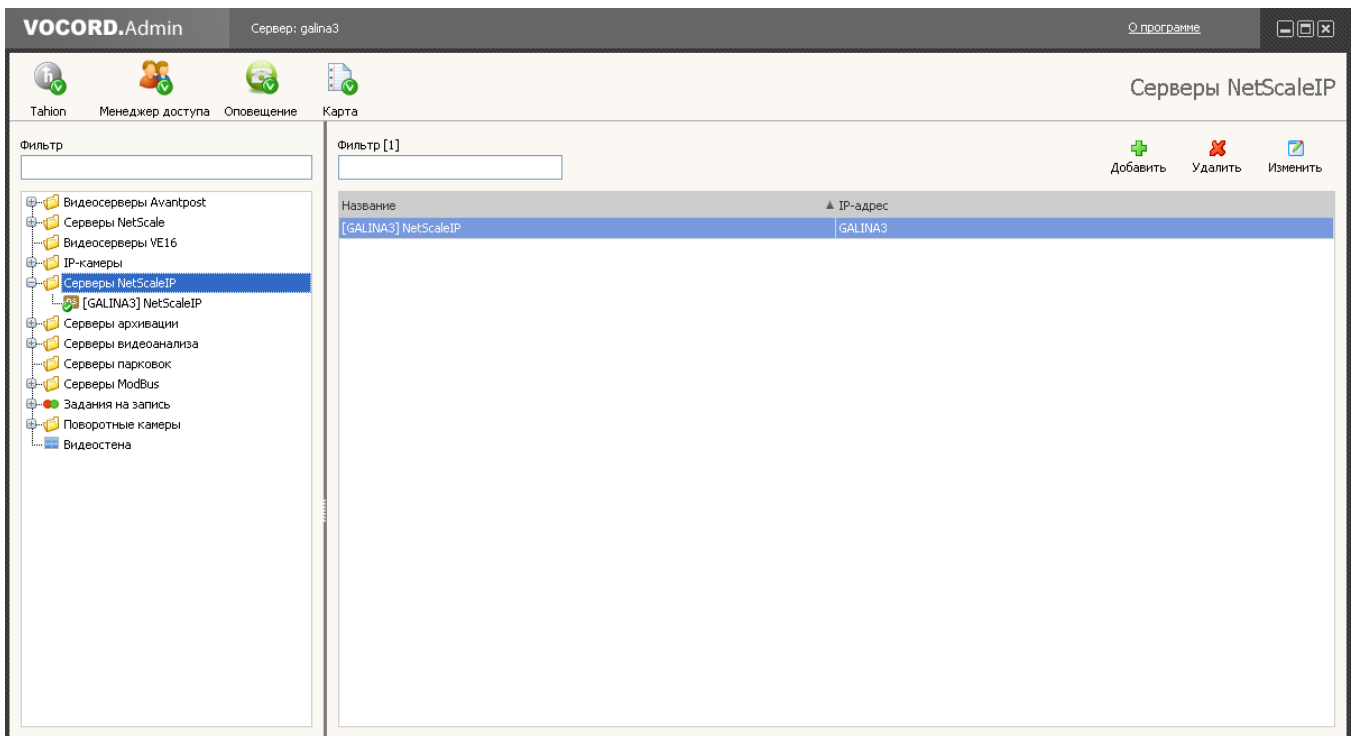 VOCORD.Admin Сервер: galina3 О программе
Tahion Менеджер доступа Оповещение Карта Серверы NetScaleIP
Фильтр
Видеосерверы Avantpost
Серверы NetScale
Видеосерверы VE16
IP-камеры
Серверы NetScaleIP
[GALINA3] NetScaleIP
Серверы архивации
Серверы видеоанализа
Серверы парковок
Серверы ModBus
Задания на запись
Поворотные камеры
Видеостена
Фильтр [1]
Добавить Удалить Изменить
Название IP-адрес
[GALINA3] NetScaleIP GALINA3